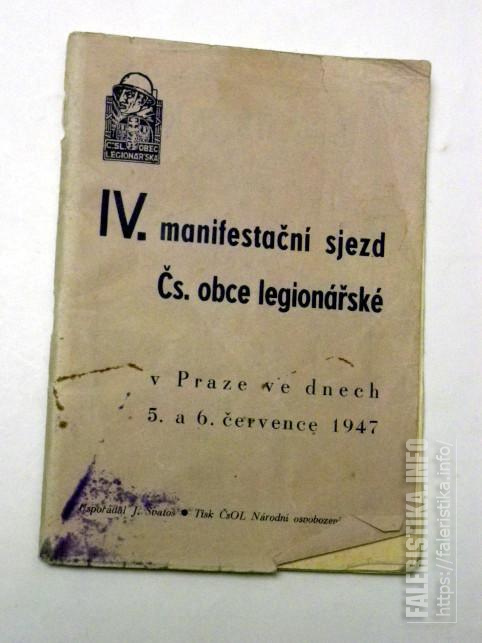 ČSL. OBEC
LEGIONÁŘSKÁ
IV. manifestační sjezd
Čs. obce legionářské
v Praze ve dnech
5. a 6. července 1947
Uspořádal J. Svatoš ● Tisk ČsOL Národní osvobozen
FALERISTIKA INFO
https://faleristika.info/